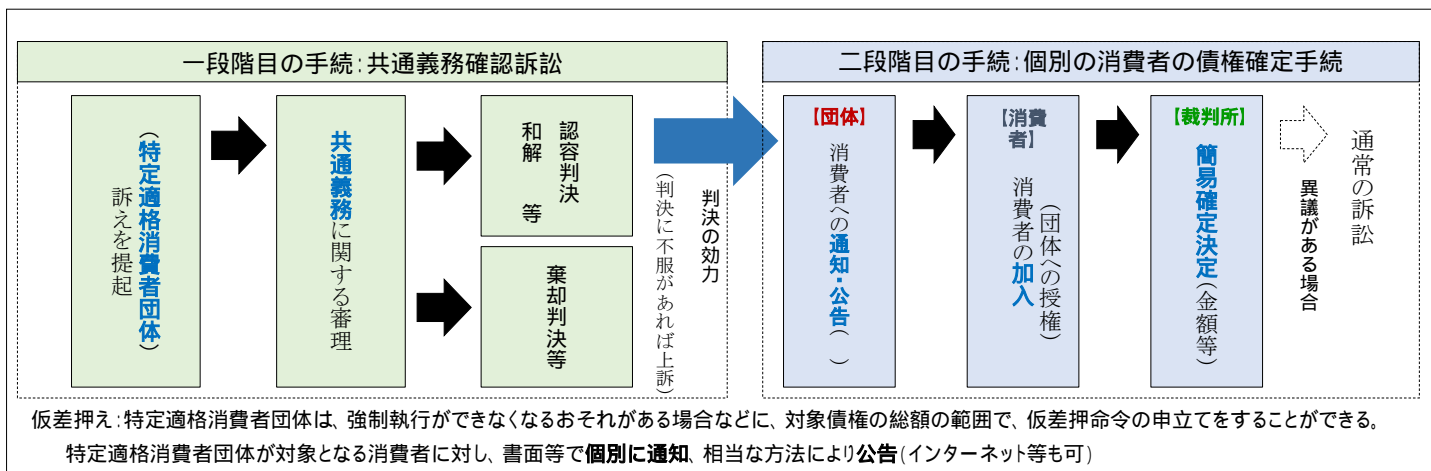 一段階目の手続:共通義務確認訴訟
(特定適格消費者団体)
訴えを提起
共通義務に関する審理
認容判決
和解 等
棄却判決等
(判決に不服があれば上訴)
判決の効力
二段階目の手続:個別の消費者の債権確定手続
【団体】
消費者への通知・公告( )
【消費
者】
(団体への授権)
消費者の加入
【裁判所】
簡易確定決定(金額等)
異議がある場合
通常の訴訟
仮差押え:特定適格消費者団体は、強制執行ができなくなるおそれがある場合などに、対象債権の総額の範囲で、仮差押命令の申立てをすることができる。
特定適格消費者団体が対象となる消費者に対し、書面等で個別に通知、相当な方法により公告(インターネット等も可)